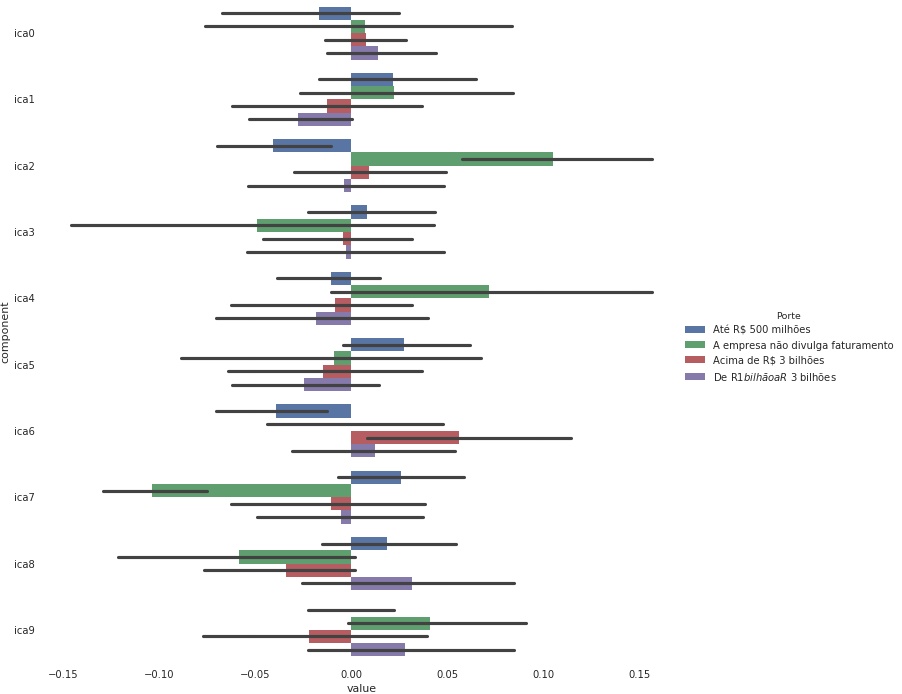 ica0
ica1
ica2
ica3
ica4
ica5
ica6
ica7
ica8
ica9
component
−0.15 −0.10 −0.05 0.00 0.05 0.10 0.15
value
Porte
Até R$ 500 milhões
A empresa não divulga faturamento
Acima de R$ 3 bilhões
De R1bilhãoaR 3 bilhões